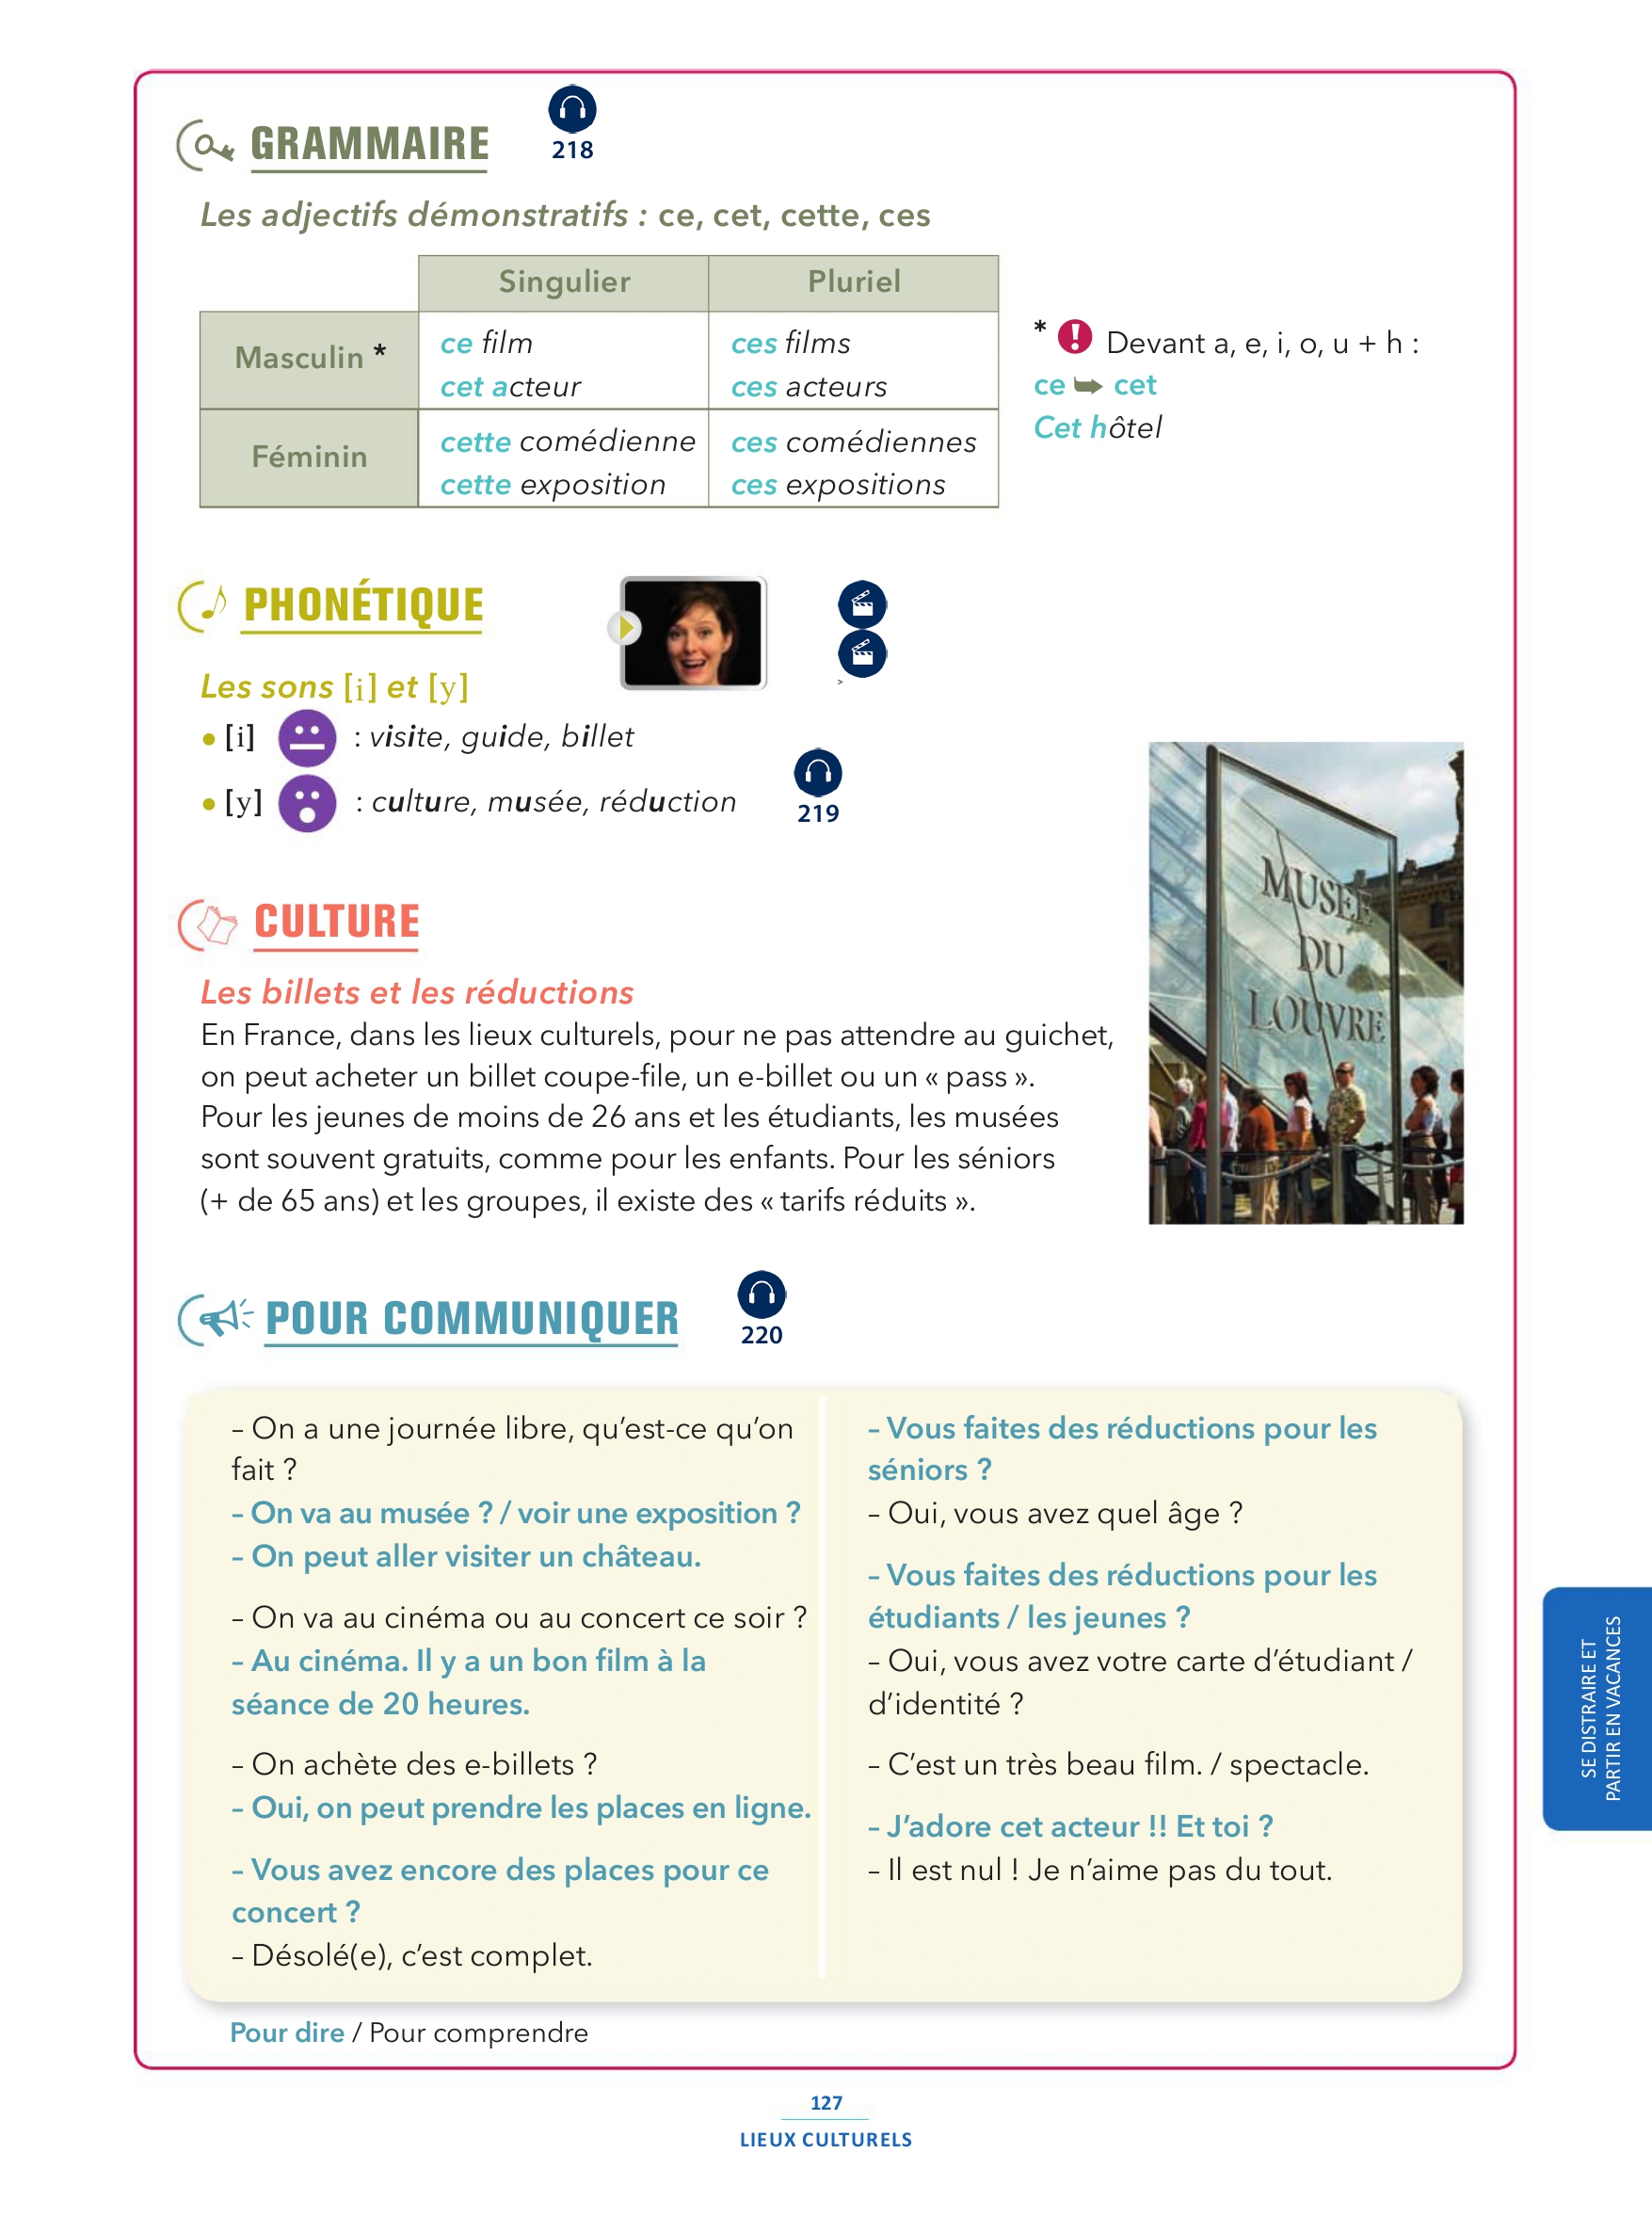 GRAMMAIRE
218
Les adjectifs démonstratifs : ce, cet, cette, ces
Singulier Pluriel
Masculin * ce film ces films
cet acteur ces acteurs
Féminin cette comédienne ces comédiennes
cette exposition ces expositions
* ! Devant a, e, i, o, u + h :
ce ➥ cet
Cet hôtel
PHONÉTIQUE
>
Les sons [i] et [y]
• [i] : visite, guide, billet
• [y] : culture, musée, réduction
219
MUSEE
DU
LOUVRE
CULTURE
Les billets et les réductions
En France, dans les lieux culturels, pour ne pas attendre au guichet,
on peut acheter un billet coupe-file, un e-billet ou un « pass ».
Pour les jeunes de moins de 26 ans et les étudiants, les musées
sont souvent gratuits, comme pour les enfants. Pour les séniors
(+ de 65 ans) et les groupes, il existe des « tarifs réduits ».
POUR COMMUNIQUER
220
– On a une journée libre, qu’est-ce qu’on
fait ?
– On va au musée ? / voir une exposition ?
– On peut aller visiter un château.
– On va au cinéma ou au concert ce soir ?
– Au cinéma. Il y a un bon film à la
séance de 20 heures.
– On achète des e-billets ?
– Oui, on peut prendre les places en ligne.
– Vous avez encore des places pour ce
concert ?
– Désolé(e), c’est complet.
– Vous faites des réductions pour les
séniors ?
– Oui, vous avez quel âge ?
– Vous faites des réductions pour les
étudiants / les jeunes ?
– Oui, vous avez votre carte d’étudiant /
d’identité ?
– C’est un très beau film. / spectacle.
– J’adore cet acteur !! Et toi ?
– Il est nul ! Je n’aime pas du tout.
Pour dire / Pour comprendre
SE DISTRAIRE ET
PARTIR EN VACANCES
127
LIEUX CULTURELS